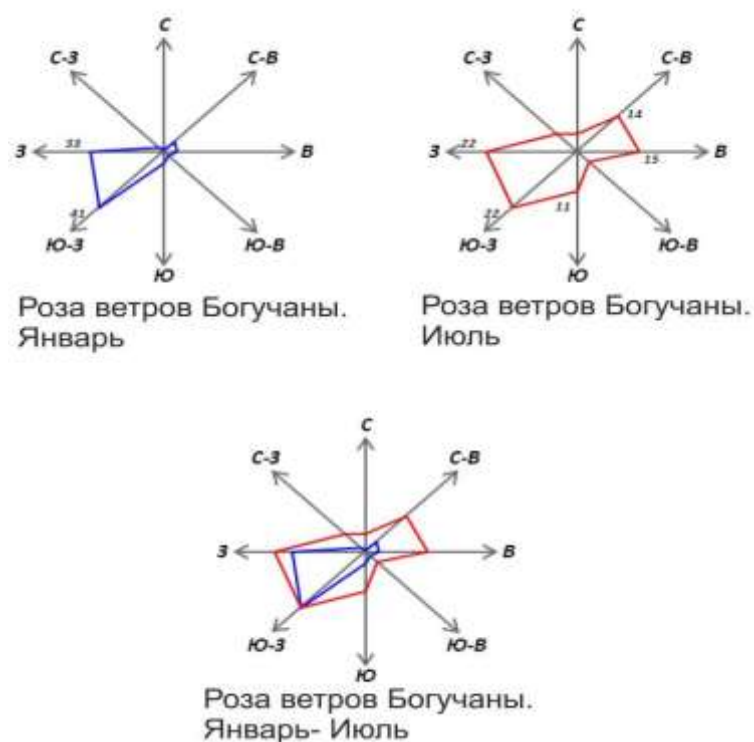 С
С-З
С-В
33
З
В
41
Ю-З
Ю-В
Ю
Роза ветров Богучаны.
Январь
С
С-З
С-В
14
22
З
В
15
22
11
Ю-З
Ю-В
Ю
Роза ветров Богучаны.
Июль
С
С-З
С-В
З
В
Ю-З
Ю-В
Ю
Роза ветров Богучаны.
Январь- Июль